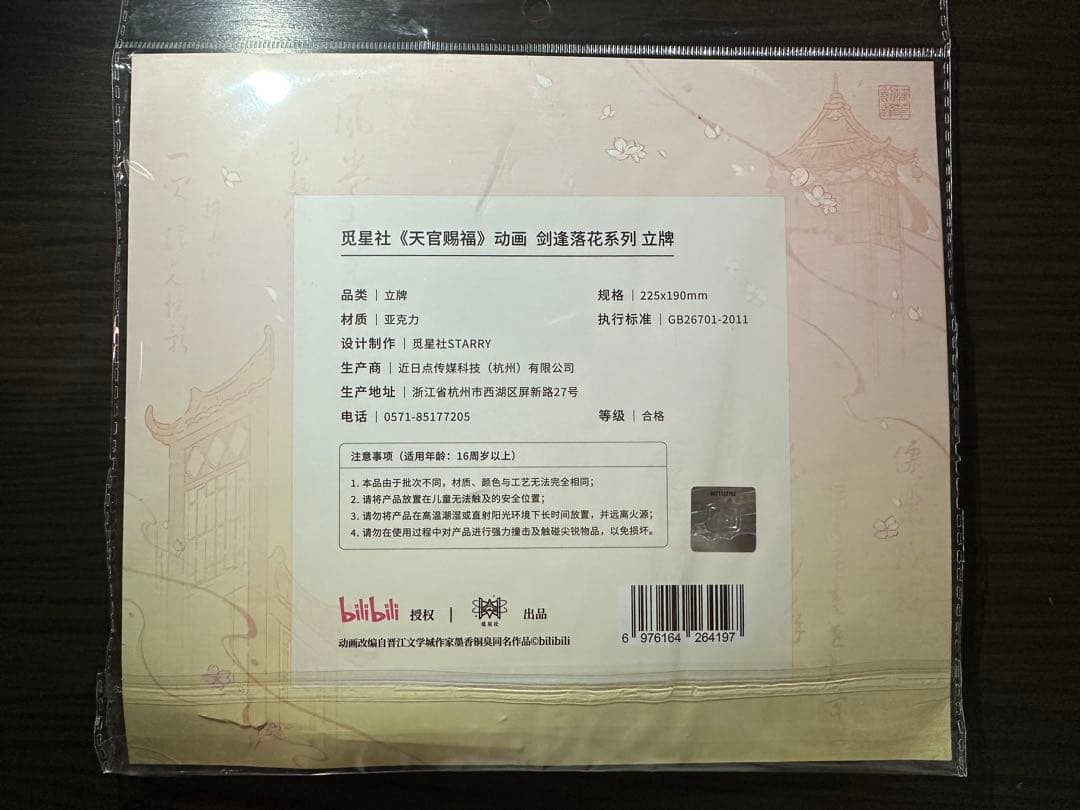 觅星社《天官赐福》动画 剑逢落花系列 立牌
品类｜立牌 规格｜225x190mm
材质｜亚克力 执行标准｜GB26701-2011
设计制作｜觅星社STARRY
生产商｜近日点传媒科技（杭州）有限公司
生产地址｜浙江省杭州市西湖区屏新路27号
电话｜0571-85177205 等级｜合格
注意事项（适用年龄：16周岁以上）
1. 本品由于批次不同，材质、颜色与工艺无法完全相同；
2. 请将产品放置在儿童无法触及的安全位置；
3. 请勿将产品在高温潮湿或直射阳光环境下长时间放置，并远离火源；
4. 请勿在使用过程中对产品进行强力撞击及触碰尖锐物品，以免损坏。
bilibili 授权｜觅星社 出品
动画改编自晋江文学城作家墨香铜臭同名作品©bilibili
6 976164 264197